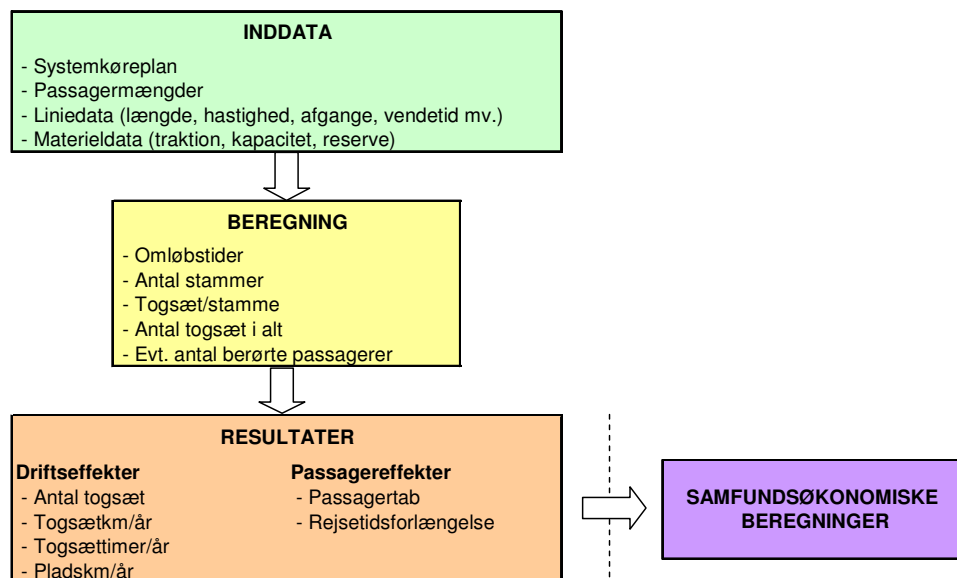 INDDATA
- Systemkøreplan
- Passagermængder
- Liniedata (længde, hastighed, afgange, vendetid mv.)
- Materieldata (traktion, kapacitet, reserve)
BEREGNING
- Omløbstider
- Antal stammer
- Togsæt/stamme
- Antal togsæt i alt
- Evt. antal berørte passagerer
RESULTATER
Driftseffekter
- Antal togsæt
- Togsætkm/år
- Togsættimer/år
- Pladskm/år
Passagereffekter
- Passagertab
- Rejsetidsforlængelse
SAMFUNDSØKONOMISKE
BEREGNINGER